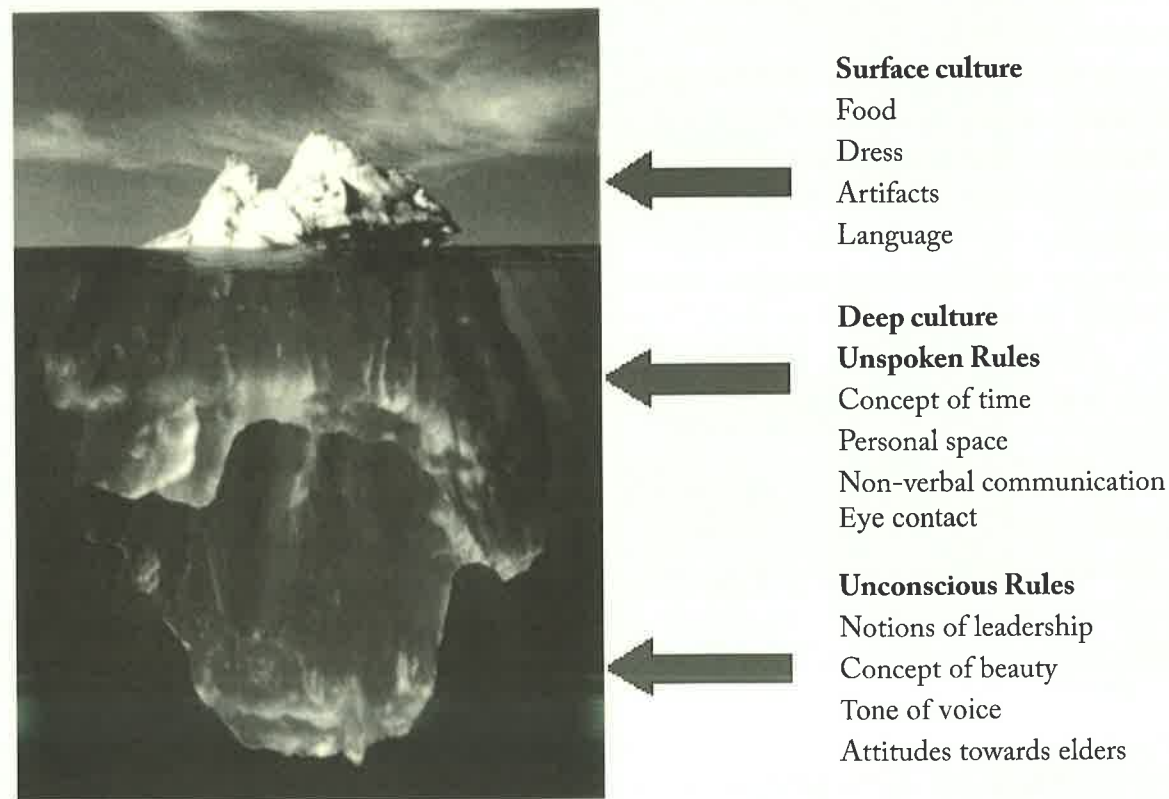 Surface culture
Food
Dress
Artifacts
Language
Deep culture
Unspoken Rules
Concept of time
Personal space
Non-verbal communication
Eye contact
Unconscious Rules
Notions of leadership
Concept of beauty
Tone of voice
Attitudes towards elders